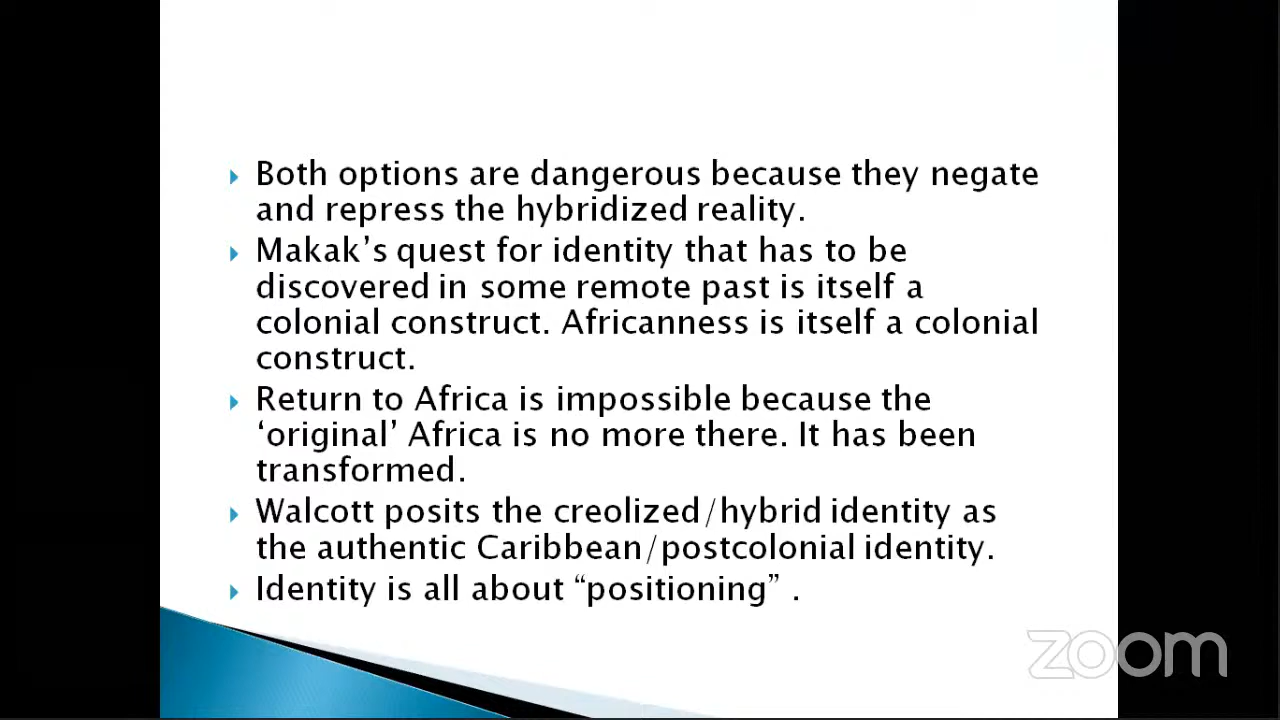 Both options are dangerous because they negate
and repress the hybridized reality.
Makak’s quest for identity that has to be
discovered in some remote past is itself a
colonial construct. Africanness is itself a colonial
construct.
Return to Africa is impossible because the
‘original’ Africa is no more there. It has been
transformed.
Walcott posits the creolized/hybrid identity as
the authentic Caribbean/postcolonial identity.
Identity is all about “positioning” .
zoom